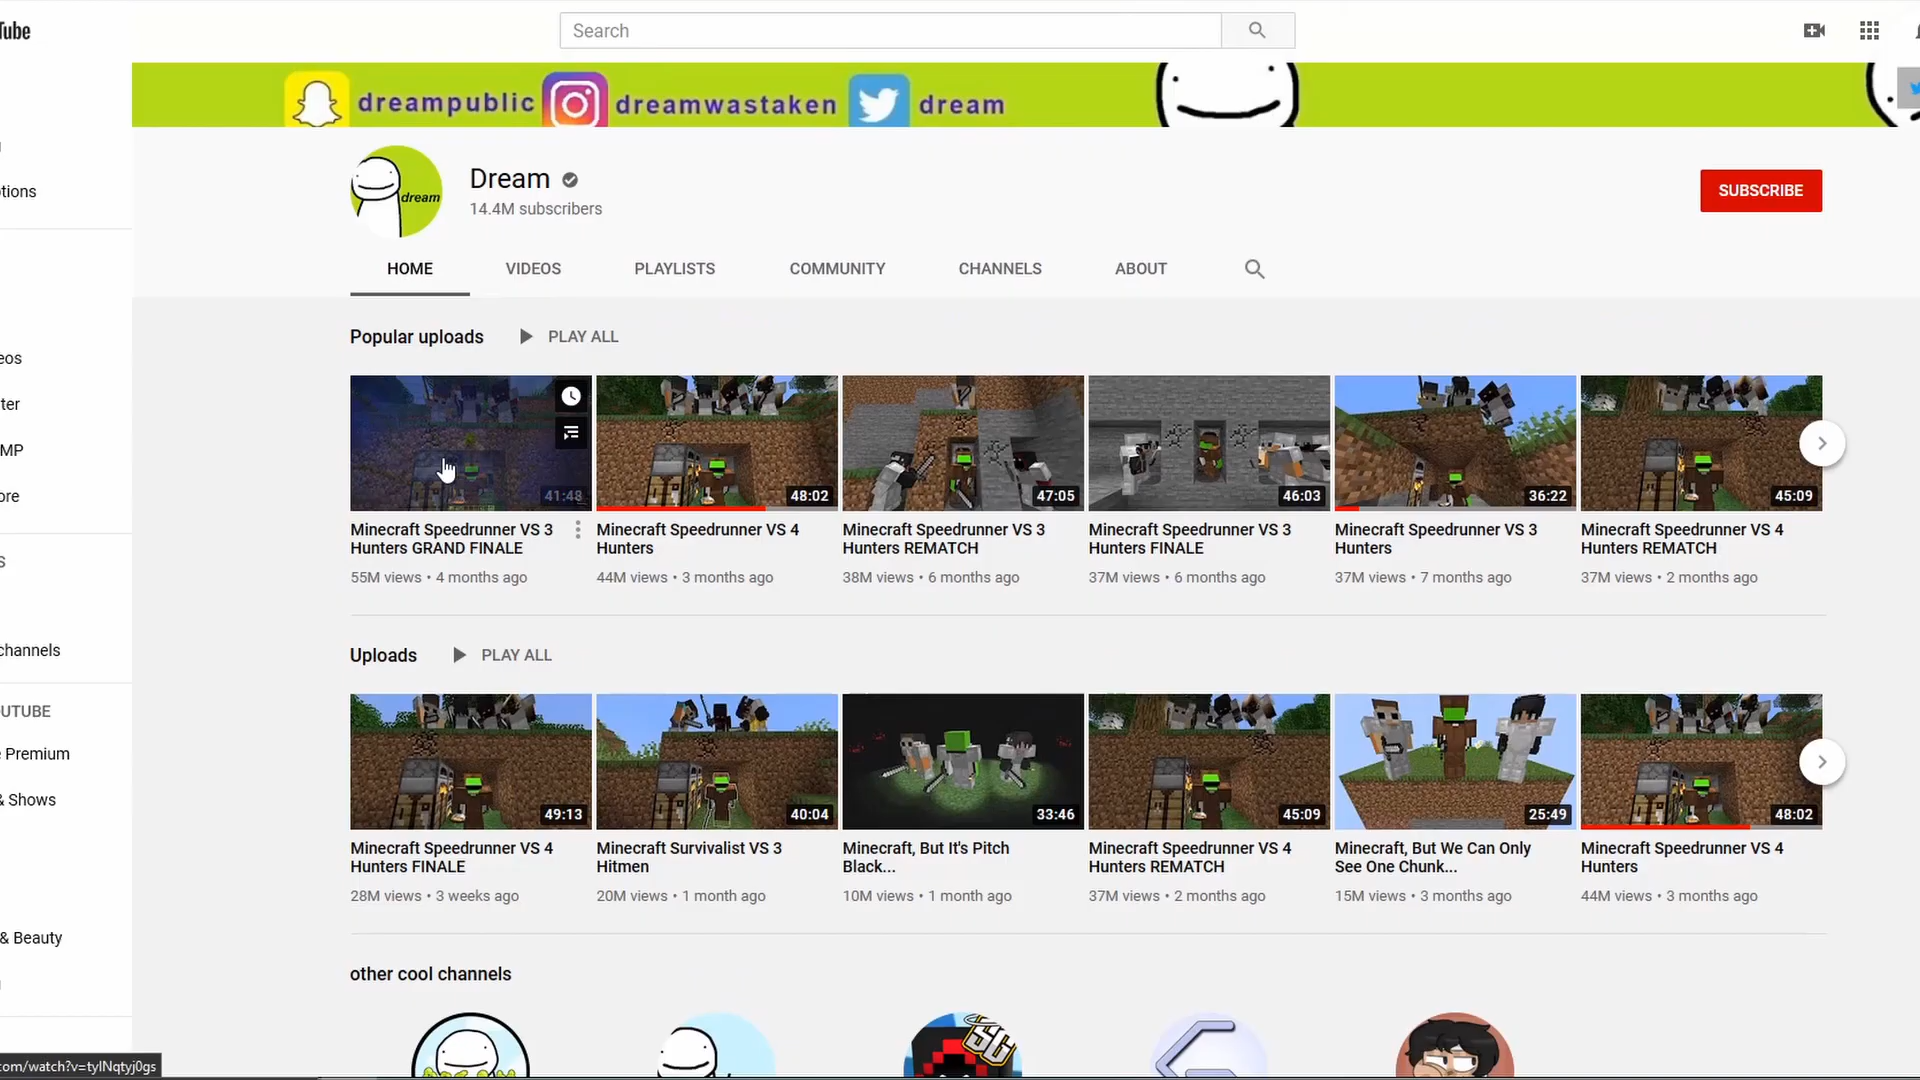 Tube
Search
dreampublic dreamwastaken dream
dream
Dream
14.4M subscribers
SUBSCRIBE
HOME VIDEOS PLAYLISTS COMMUNITY CHANNELS ABOUT
tions
eos
ter
MP
ore
S
channels
OUTUBE
e Premium
& Shows
& Beauty
Popular uploads PLAY ALL
41:48 48:02 47:05 46:03 36:22 45:09
Minecraft Speedrunner VS 3
Hunters GRAND FINALE
55M views • 4 months ago
Minecraft Speedrunner VS 4
Hunters
44M views • 3 months ago
Minecraft Speedrunner VS 3
Hunters REMATCH
38M views • 6 months ago
Minecraft Speedrunner VS 3
Hunters FINALE
37M views • 6 months ago
Minecraft Speedrunner VS 3
Hunters
37M views • 7 months ago
Minecraft Speedrunner VS 4
Hunters REMATCH
37M views • 2 months ago
Uploads PLAY ALL
49:13 40:04 33:46 45:09 25:49 48:02
Minecraft Speedrunner VS 4
Hunters FINALE
28M views • 3 weeks ago
Minecraft Survivalist VS 3
Hitmen
20M views • 1 month ago
Minecraft, But It's Pitch
Black...
10M views • 1 month ago
Minecraft Speedrunner VS 4
Hunters REMATCH
37M views • 2 months ago
Minecraft, But We Can Only
See One Chunk...
15M views • 3 months ago
Minecraft Speedrunner VS 4
Hunters
44M views • 3 months ago
other cool channels
SG